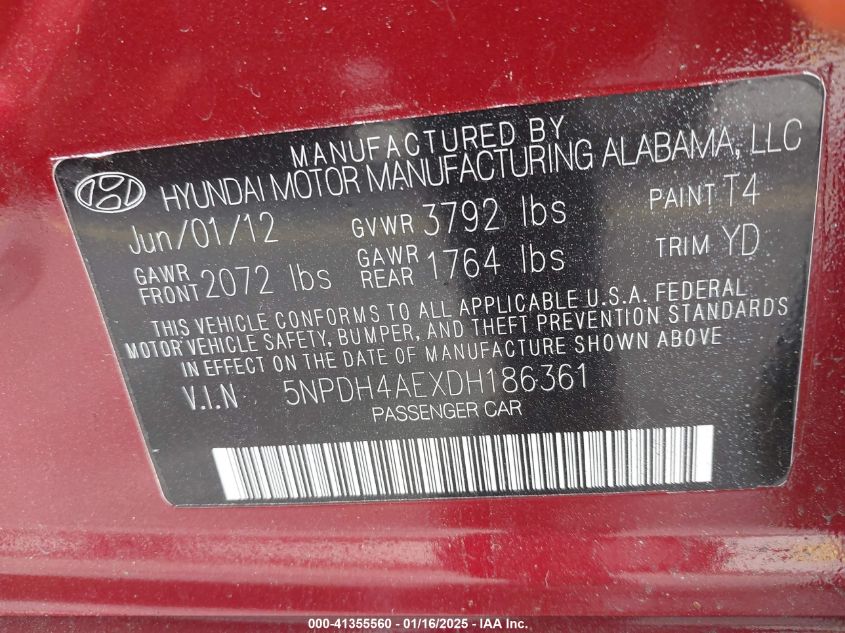 MANUFACTURED BY
HYUNDAI MOTOR MANUFACTURING ALABAMA, LLC
Jun/01/12 GVWR 3792 lbs PAINT T4
GAWR FRONT 2072 lbs GAWR REAR 1764 lbs TRIM YD
THIS VEHICLE CONFORMS TO ALL APPLICABLE U.S.A. FEDERAL
MOTOR VEHICLE SAFETY, BUMPER, AND THEFT PREVENTION STANDARDS
IN EFFECT ON THE DATE OF MANUFACTURE SHOWN ABOVE
V.I.N 5NPDH4AEXDH186361
PASSENGER CAR
000-41355560 - 01/16/2025 - IAA Inc.